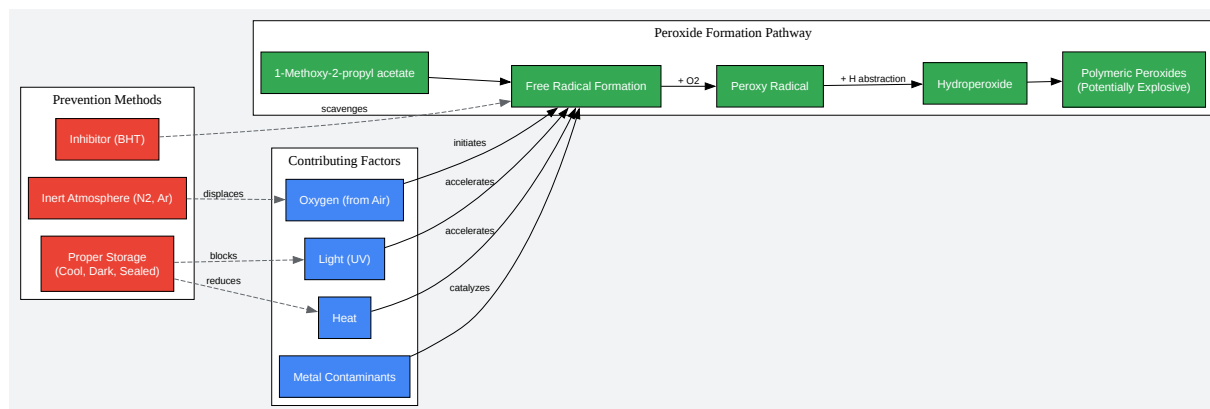 Peroxide Formation Pathway
1-Methoxy-2-propyl acetate
Free Radical Formation
+ O2
Peroxy Radical
+ H abstraction
Hydroperoxide
Polymeric Peroxides
(Potentially Explosive)
Prevention Methods
Inhibitor (BHT)
scavenges
Inert Atmosphere (N2, Ar)
displaces
Proper Storage
(Cool, Dark, Sealed)
blocks
reduces
Contributing Factors
Oxygen (from Air)
initiates
Light (UV)
accelerates
Heat
accelerates
Metal Contaminants
catalyzes